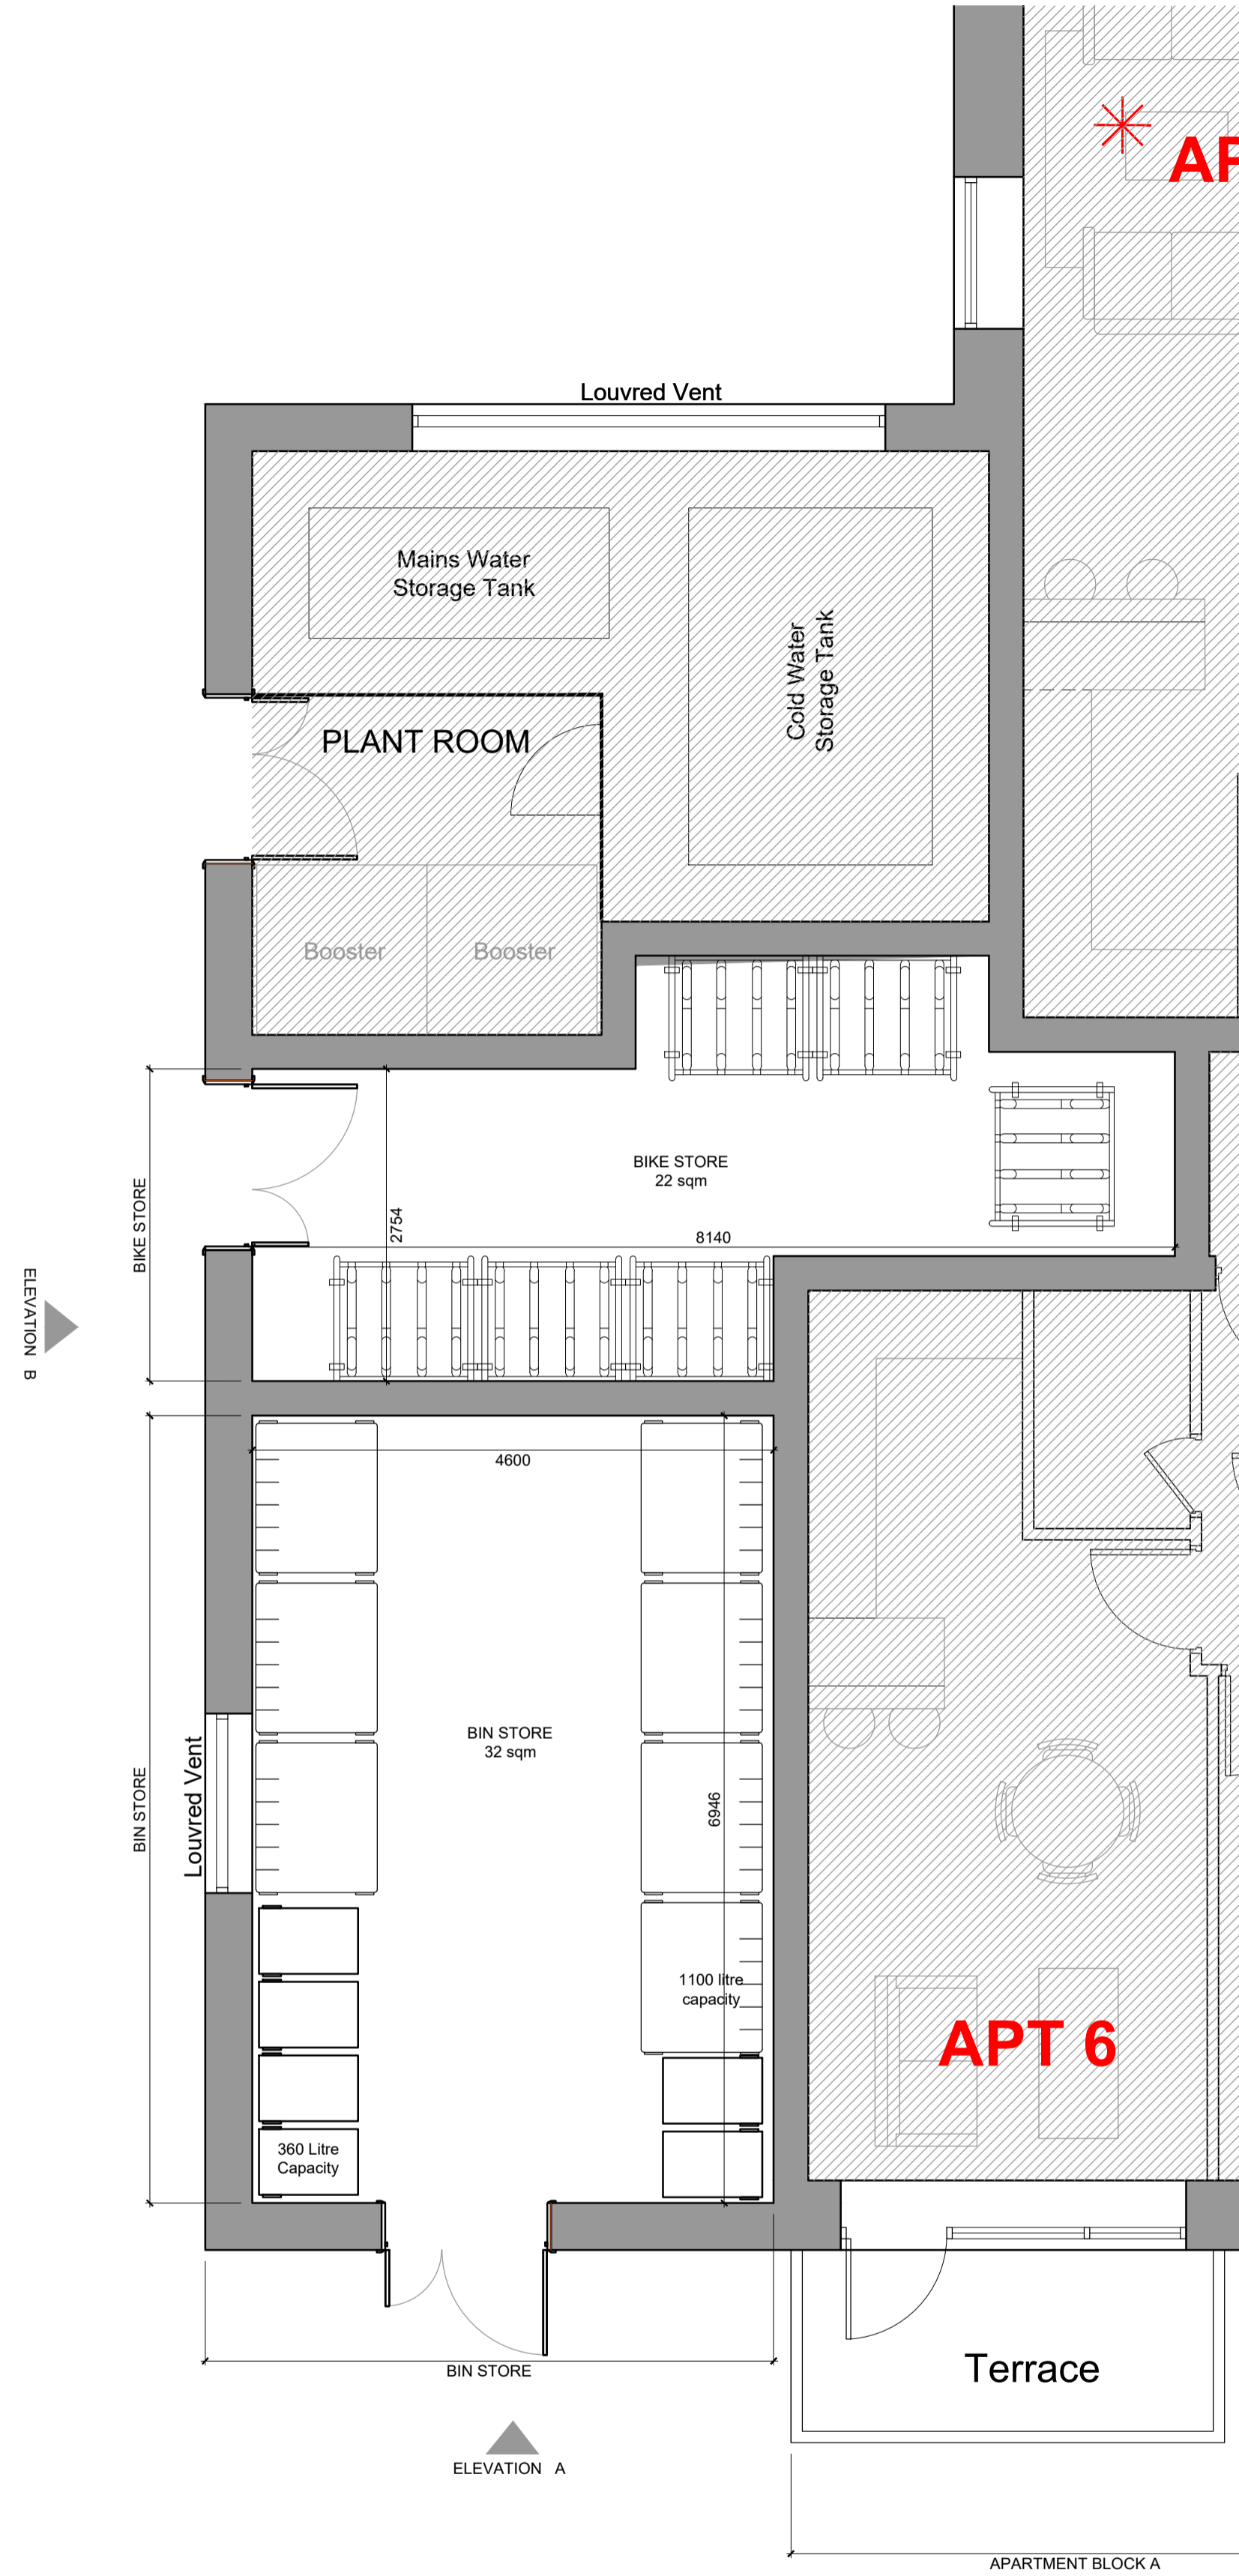 AP
Louvred Vent
Mains Water
Storage Tank
Cold Water
Storage Tank
PLANT ROOM
Booster
Booster
BIKE STORE
22 sqm
BIKE STORE
2754
8140
ELEVATION B
4600
BIN STORE
32 sqm
Louvred Vent
BIN STORE
6946
1100 litre
capacity
APT 6
360 Litre
Capacity
Terrace
BIN STORE
ELEVATION A
APARTMENT BLOCK A